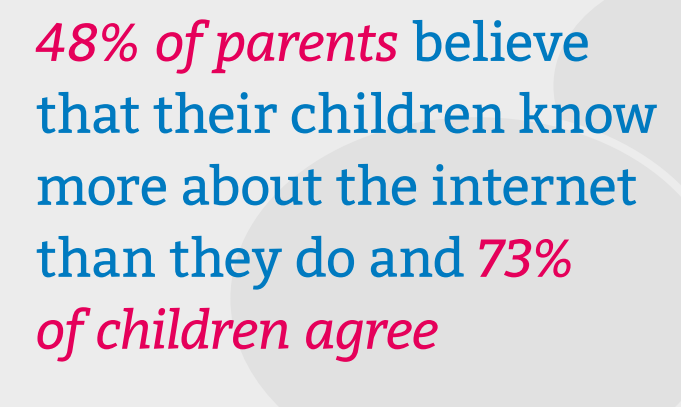 48% of parents believe
that their children know
more about the internet
than they do and 73%
of children agree